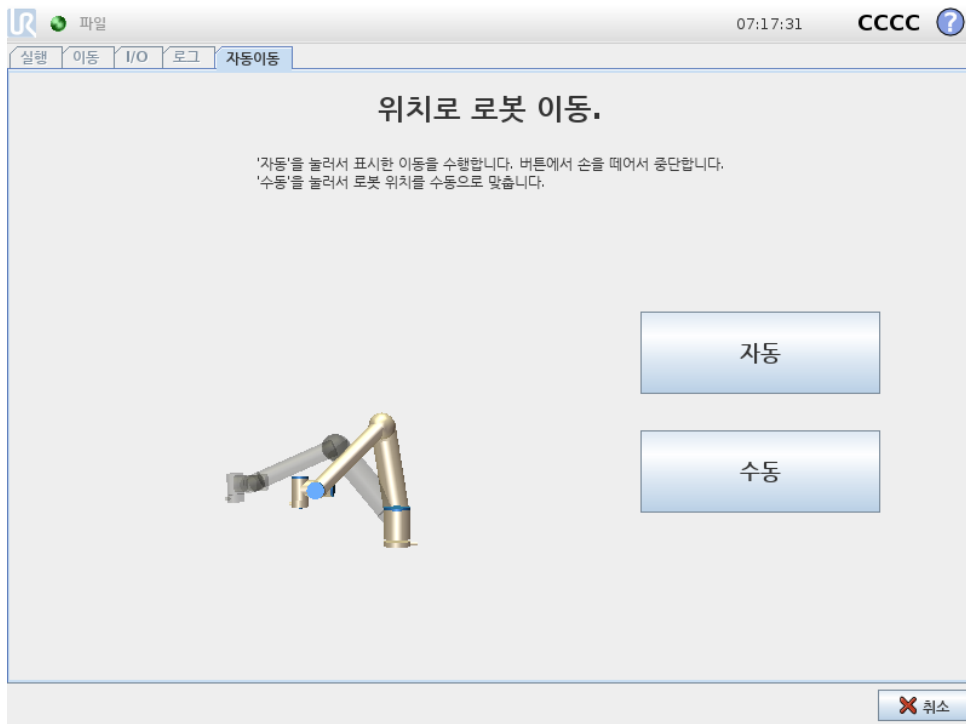 UR 파일 07:17:31 CCCC ?
실행 이동 I/O 로그 자동이동
위치로 로봇 이동.
'자동'을 눌러서 표시한 이동을 수행합니다. 버튼에서 손을 떼어서 중단합니다.
'수동'을 눌러서 로봇 위치를 수동으로 맞춥니다.
자동
수동
취소